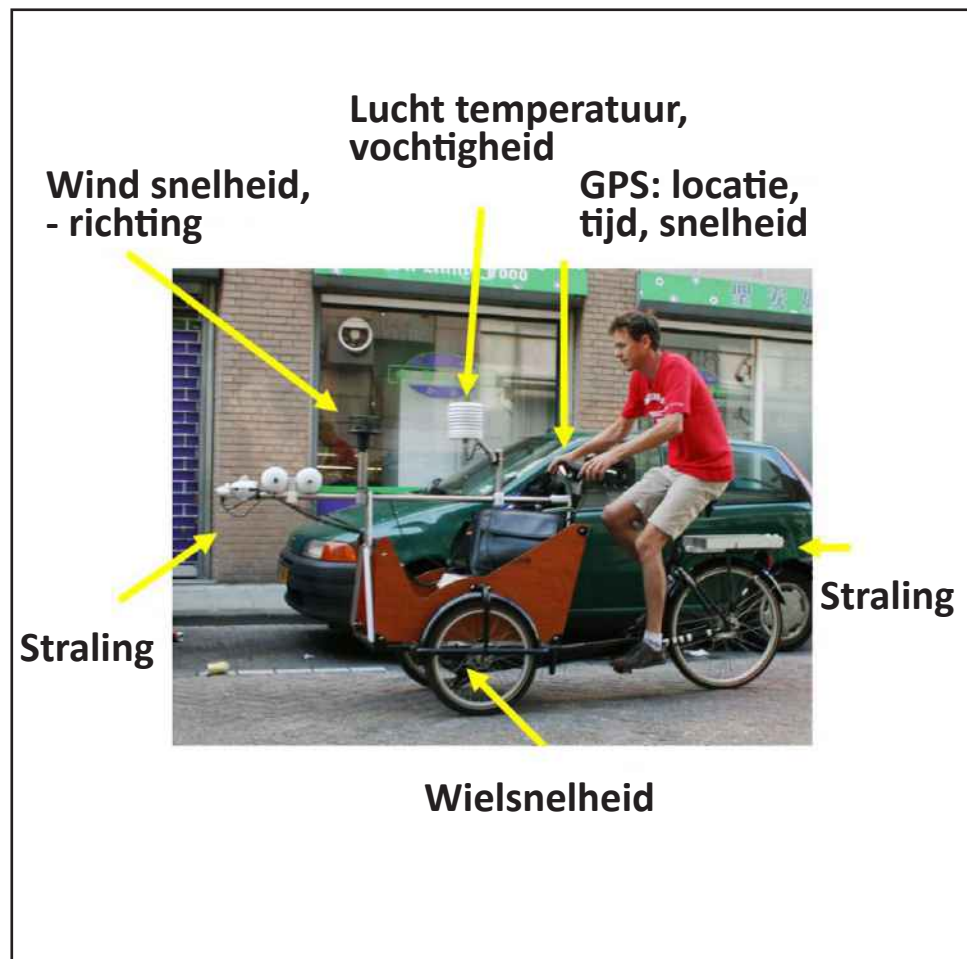 Lucht temperatuur,
vochtigheid
Wind snelheid,
- richting
GPS: locatie,
tijd, snelheid
Straling
Straling
Wielsnelheid